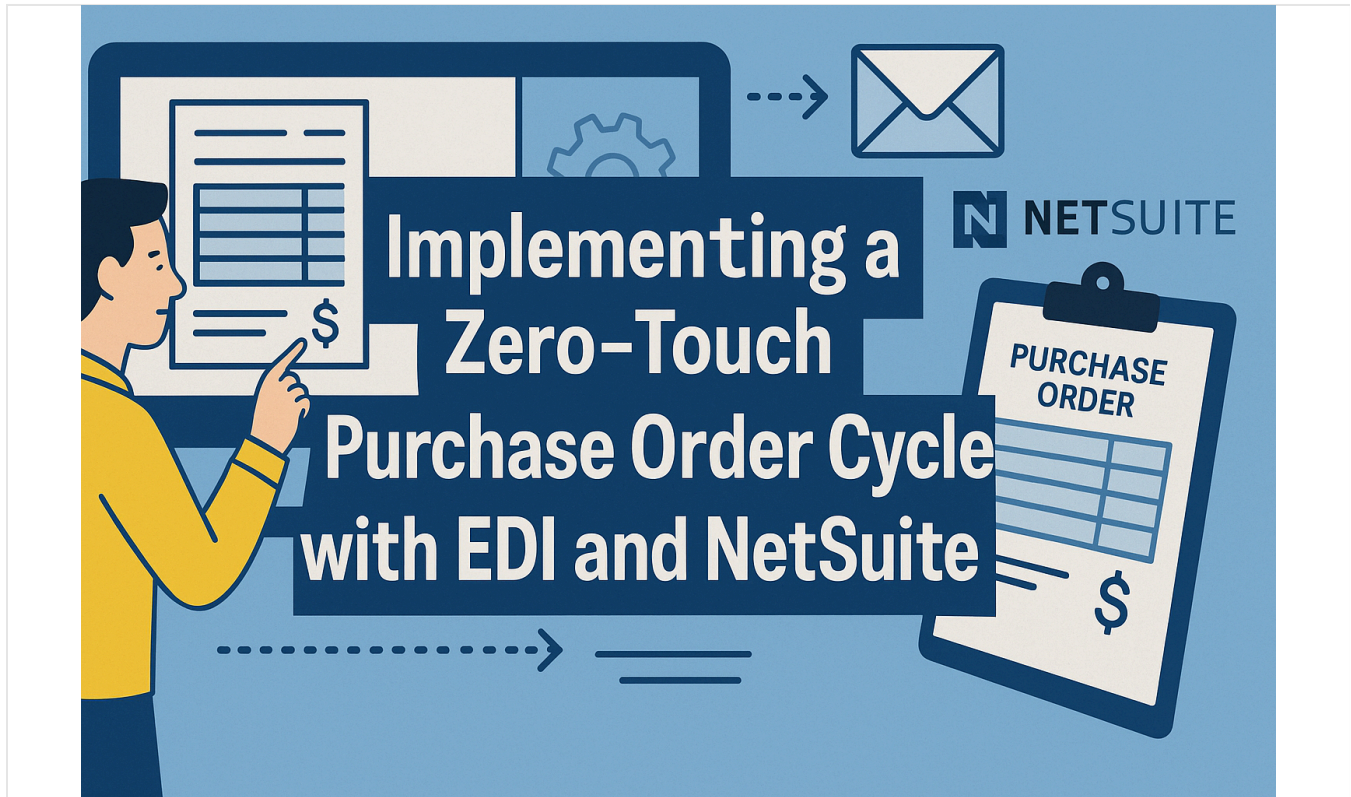 NETSUITE
Implementing a
Zero-Touch
Purchase Order Cycle
with EDI and NetSuite
$
PURCHASE
ORDER
$